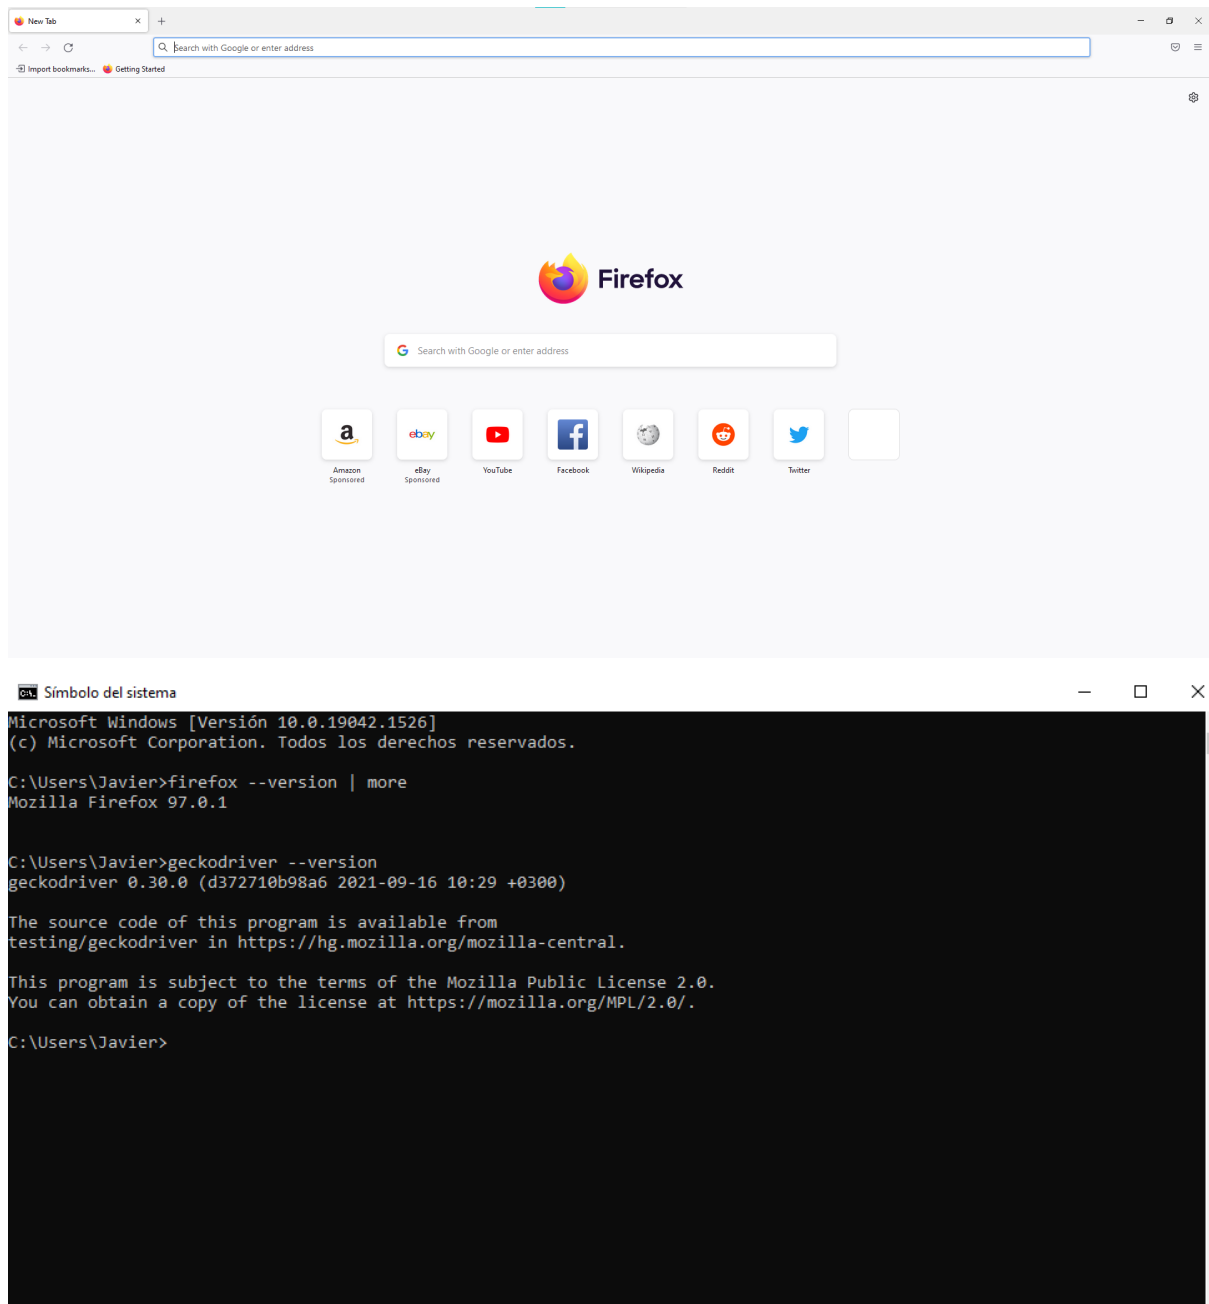 New Tab
Search with Google or enter address
Import bookmarks...
Getting Started
Firefox
Search with Google or enter address
a
ebay
Amazon
Sponsored
eBay
Sponsored
YouTube
Facebook
Wikipedia
Reddit
Twitter
Símbolo del sistema
Microsoft Windows [Versión 10.0.19042.1526]
(c) Microsoft Corporation. Todos los derechos reservados.
C:\Users\Javier>firefox --version | more
Mozilla Firefox 97.0.1
C:\Users\Javier>geckodriver --version
geckodriver 0.30.0 (d372710b98a6 2021-09-16 10:29 +0300)
The source code of this program is available from
testing/geckodriver in https://hg.mozilla.org/mozilla-central.
This program is subject to the terms of the Mozilla Public License 2.0.
You can obtain a copy of the license at https://mozilla.org/MPL/2.0/.
C:\Users\Javier>